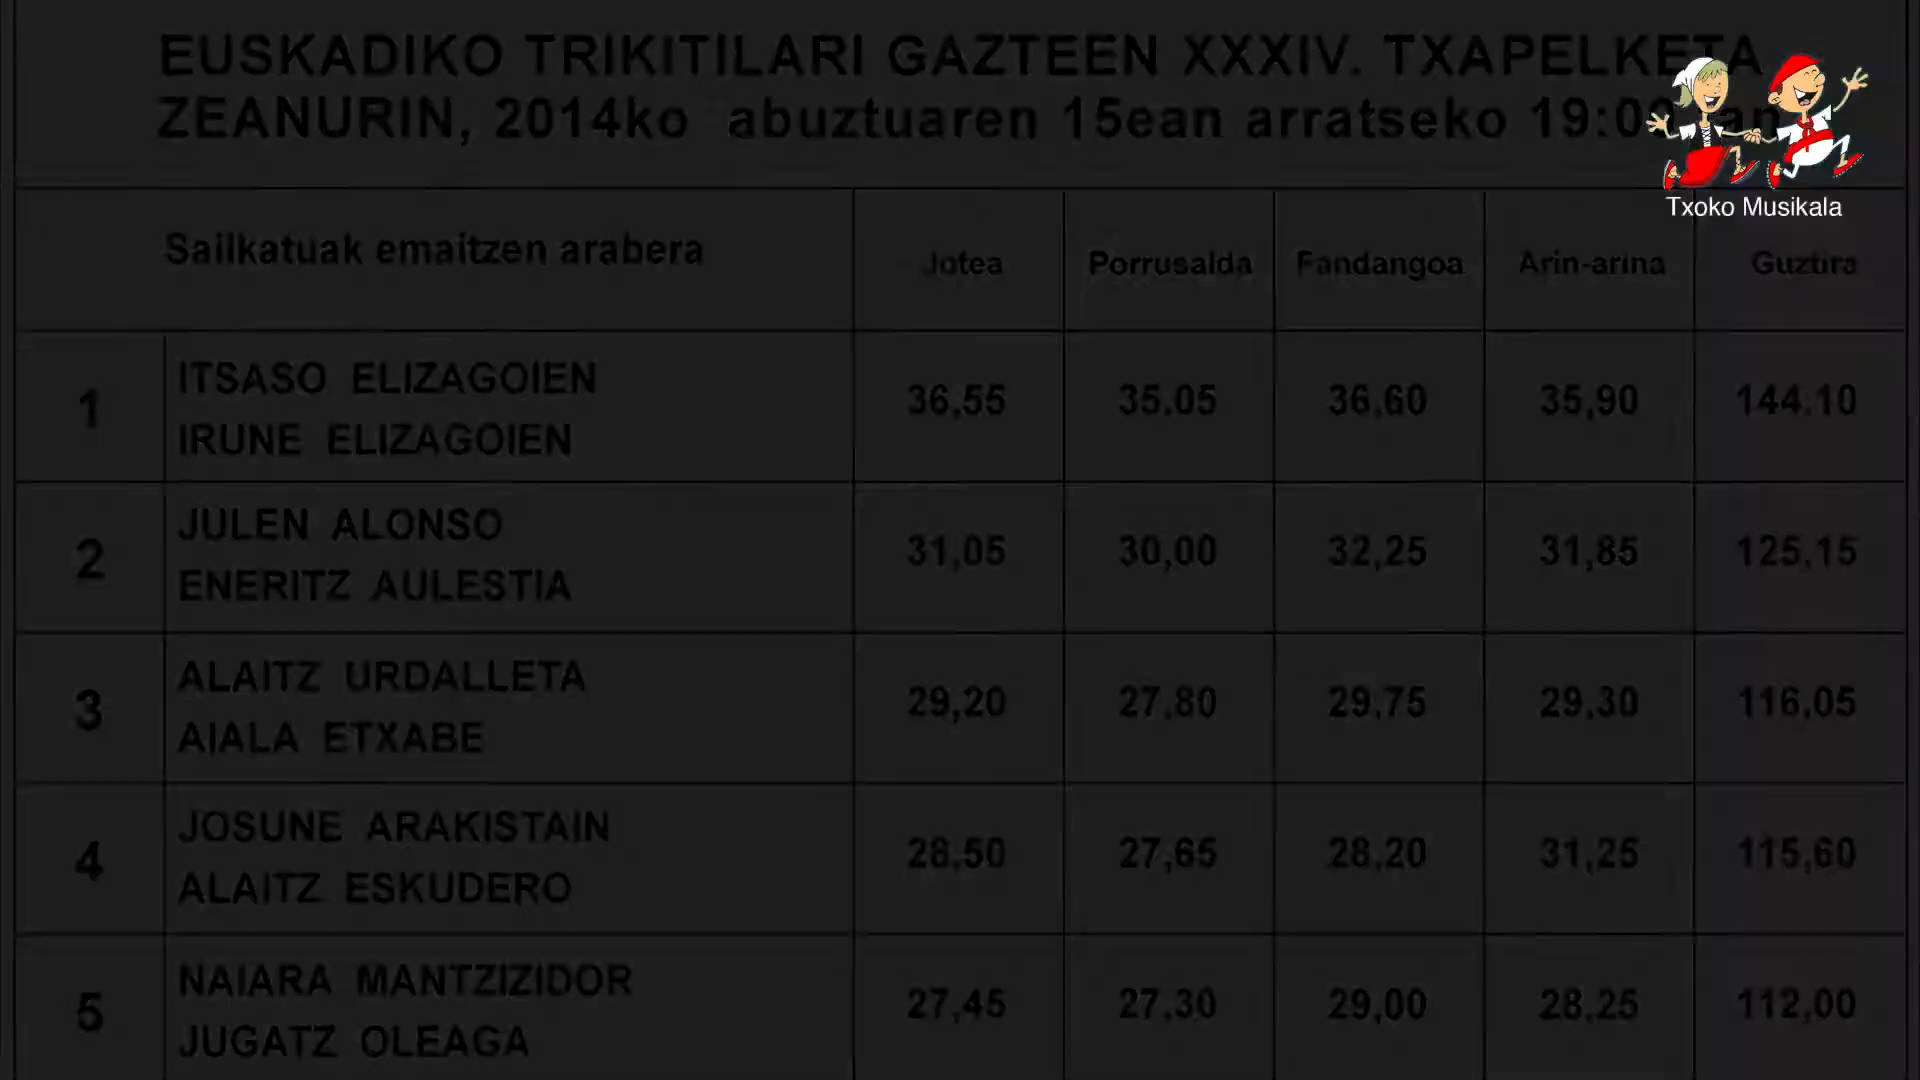 EUSKADIKO TRIKITILARI GAZTEEN XXXIV. TXAPELKETA
ZEANURIN, 2014ko abuztuaren 15ean arratseko
Txoko Musikala
Sailkatuak emaitzen arabera Jotea Porrusalda Fandangoa Arin-arina Guztira
1 ITSASO ELIZAGOIEN
IRUNE ELIZAGOIEN
36,55 35.05 36,60 35,90 144.10
2 JULEN ALONSO
ENERITZ AULESTIA
31,05 30,00 32,25 31,85 125,15
3 ALAITZ URDALLETA
AIALA ETXABE
29,20 27,80 29,75 29,30 116,05
4 JOSUNE ARAKISTAIN
ALAITZ ESKUDERO
28,50 27,65 28,20 31,25 115,60
5 NAIARA MANTZIZIDOR
JUGATZ OLEAGA
27,45 27,30 29,00 28,25 112,00